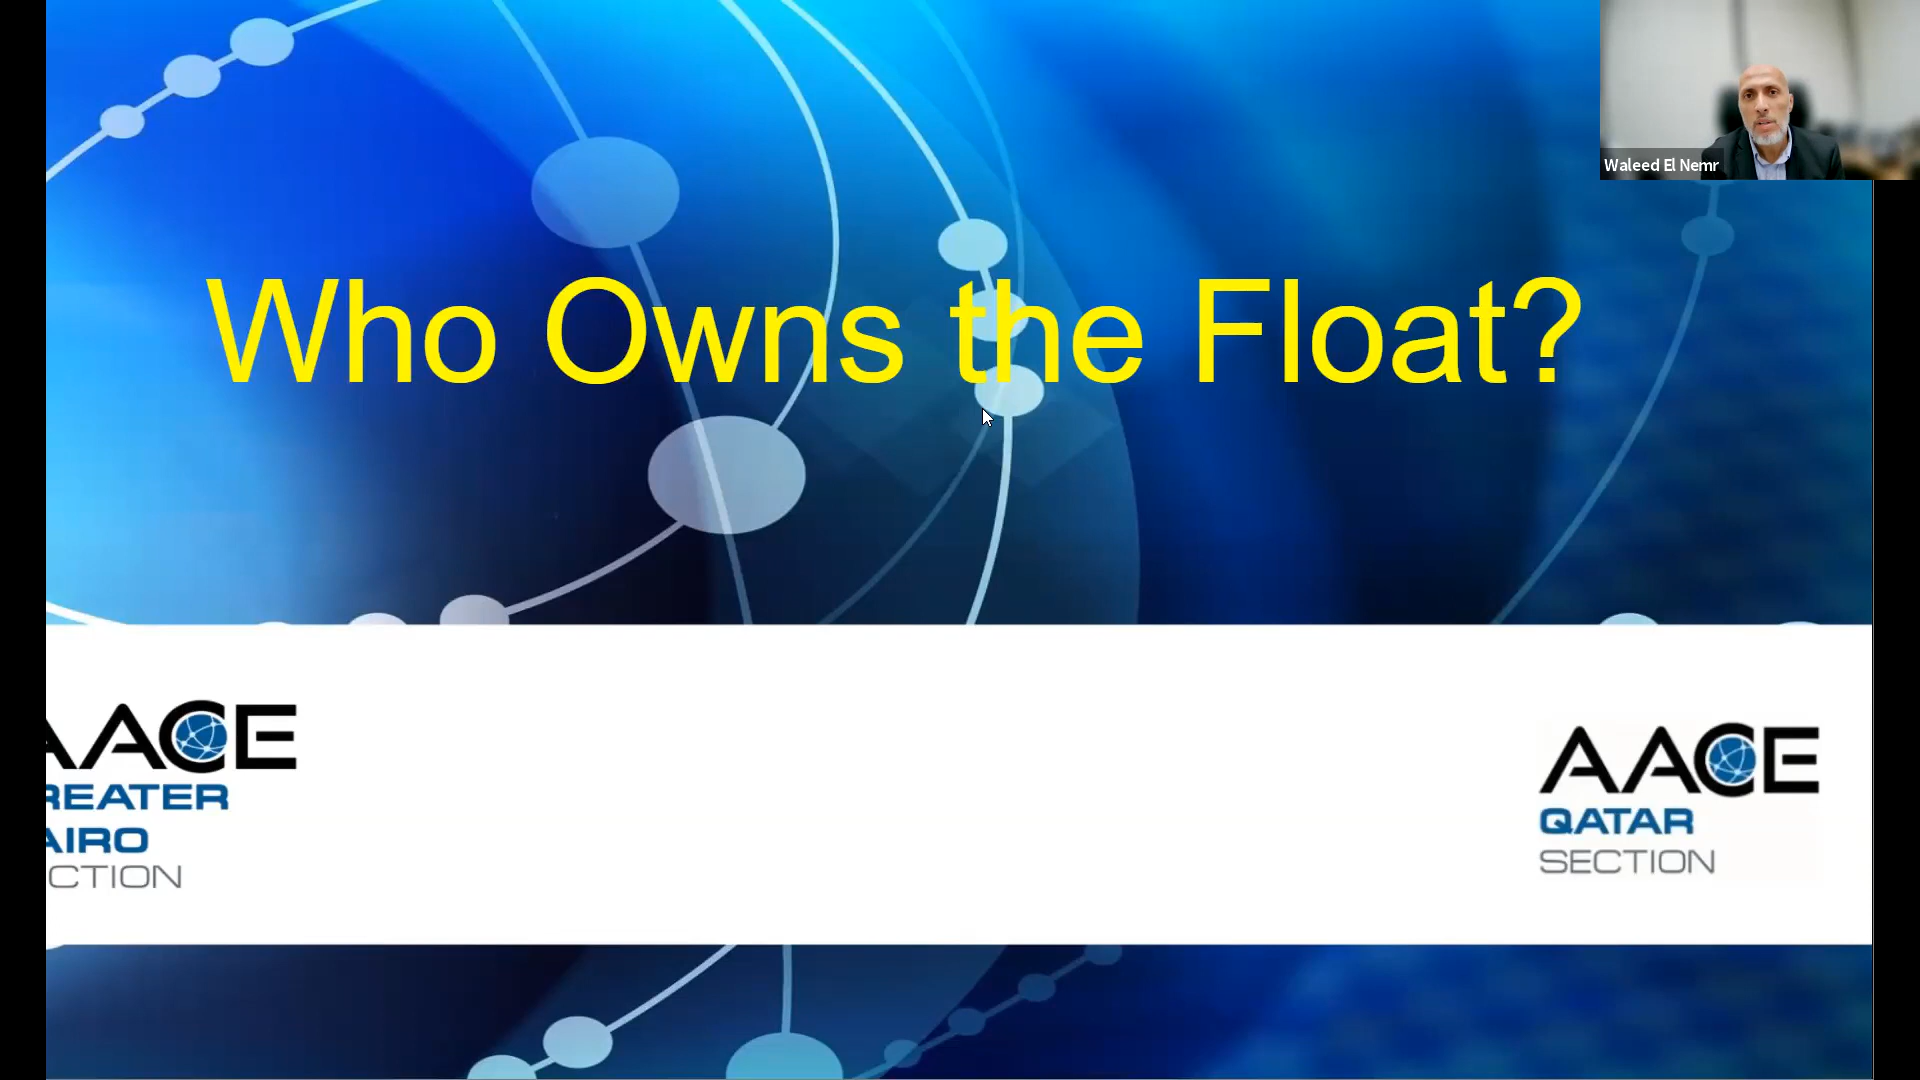 Waleed El Nemr
Who Owns the Float?
AACE
REATER
AIRO
CTION
AACE
QATAR
SECTION